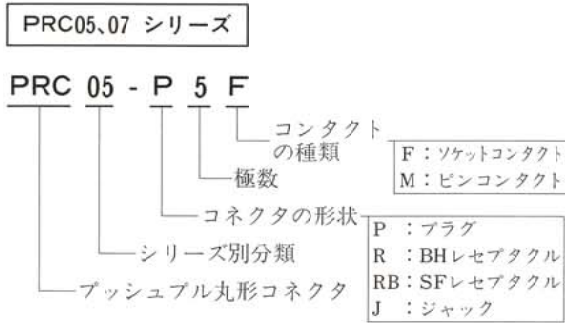 PRC05、07 シリーズ
PRC 05 - P 5 F
コンタクト
の種類
F：ソケットコンタクト
M：ピンコンタクト
極数
コネクタの形状
P ：プラグ
R ：BHレセプタクル
RB：SFレセプタクル
J ：ジャック
シリーズ別分類
プッシュプル丸形コネクタ